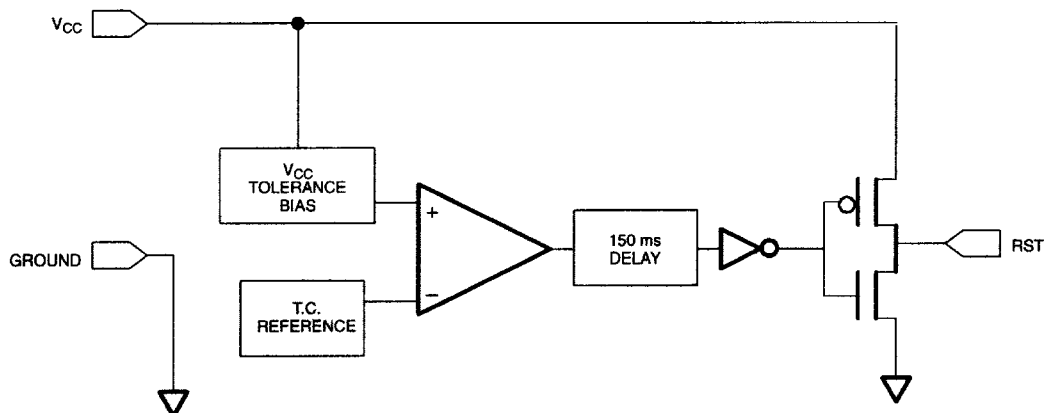 VCC
VCC
TOLERANCE
BIAS
+
150 ms
DELAY
RST
GROUND
−
T.C.
REFERENCE